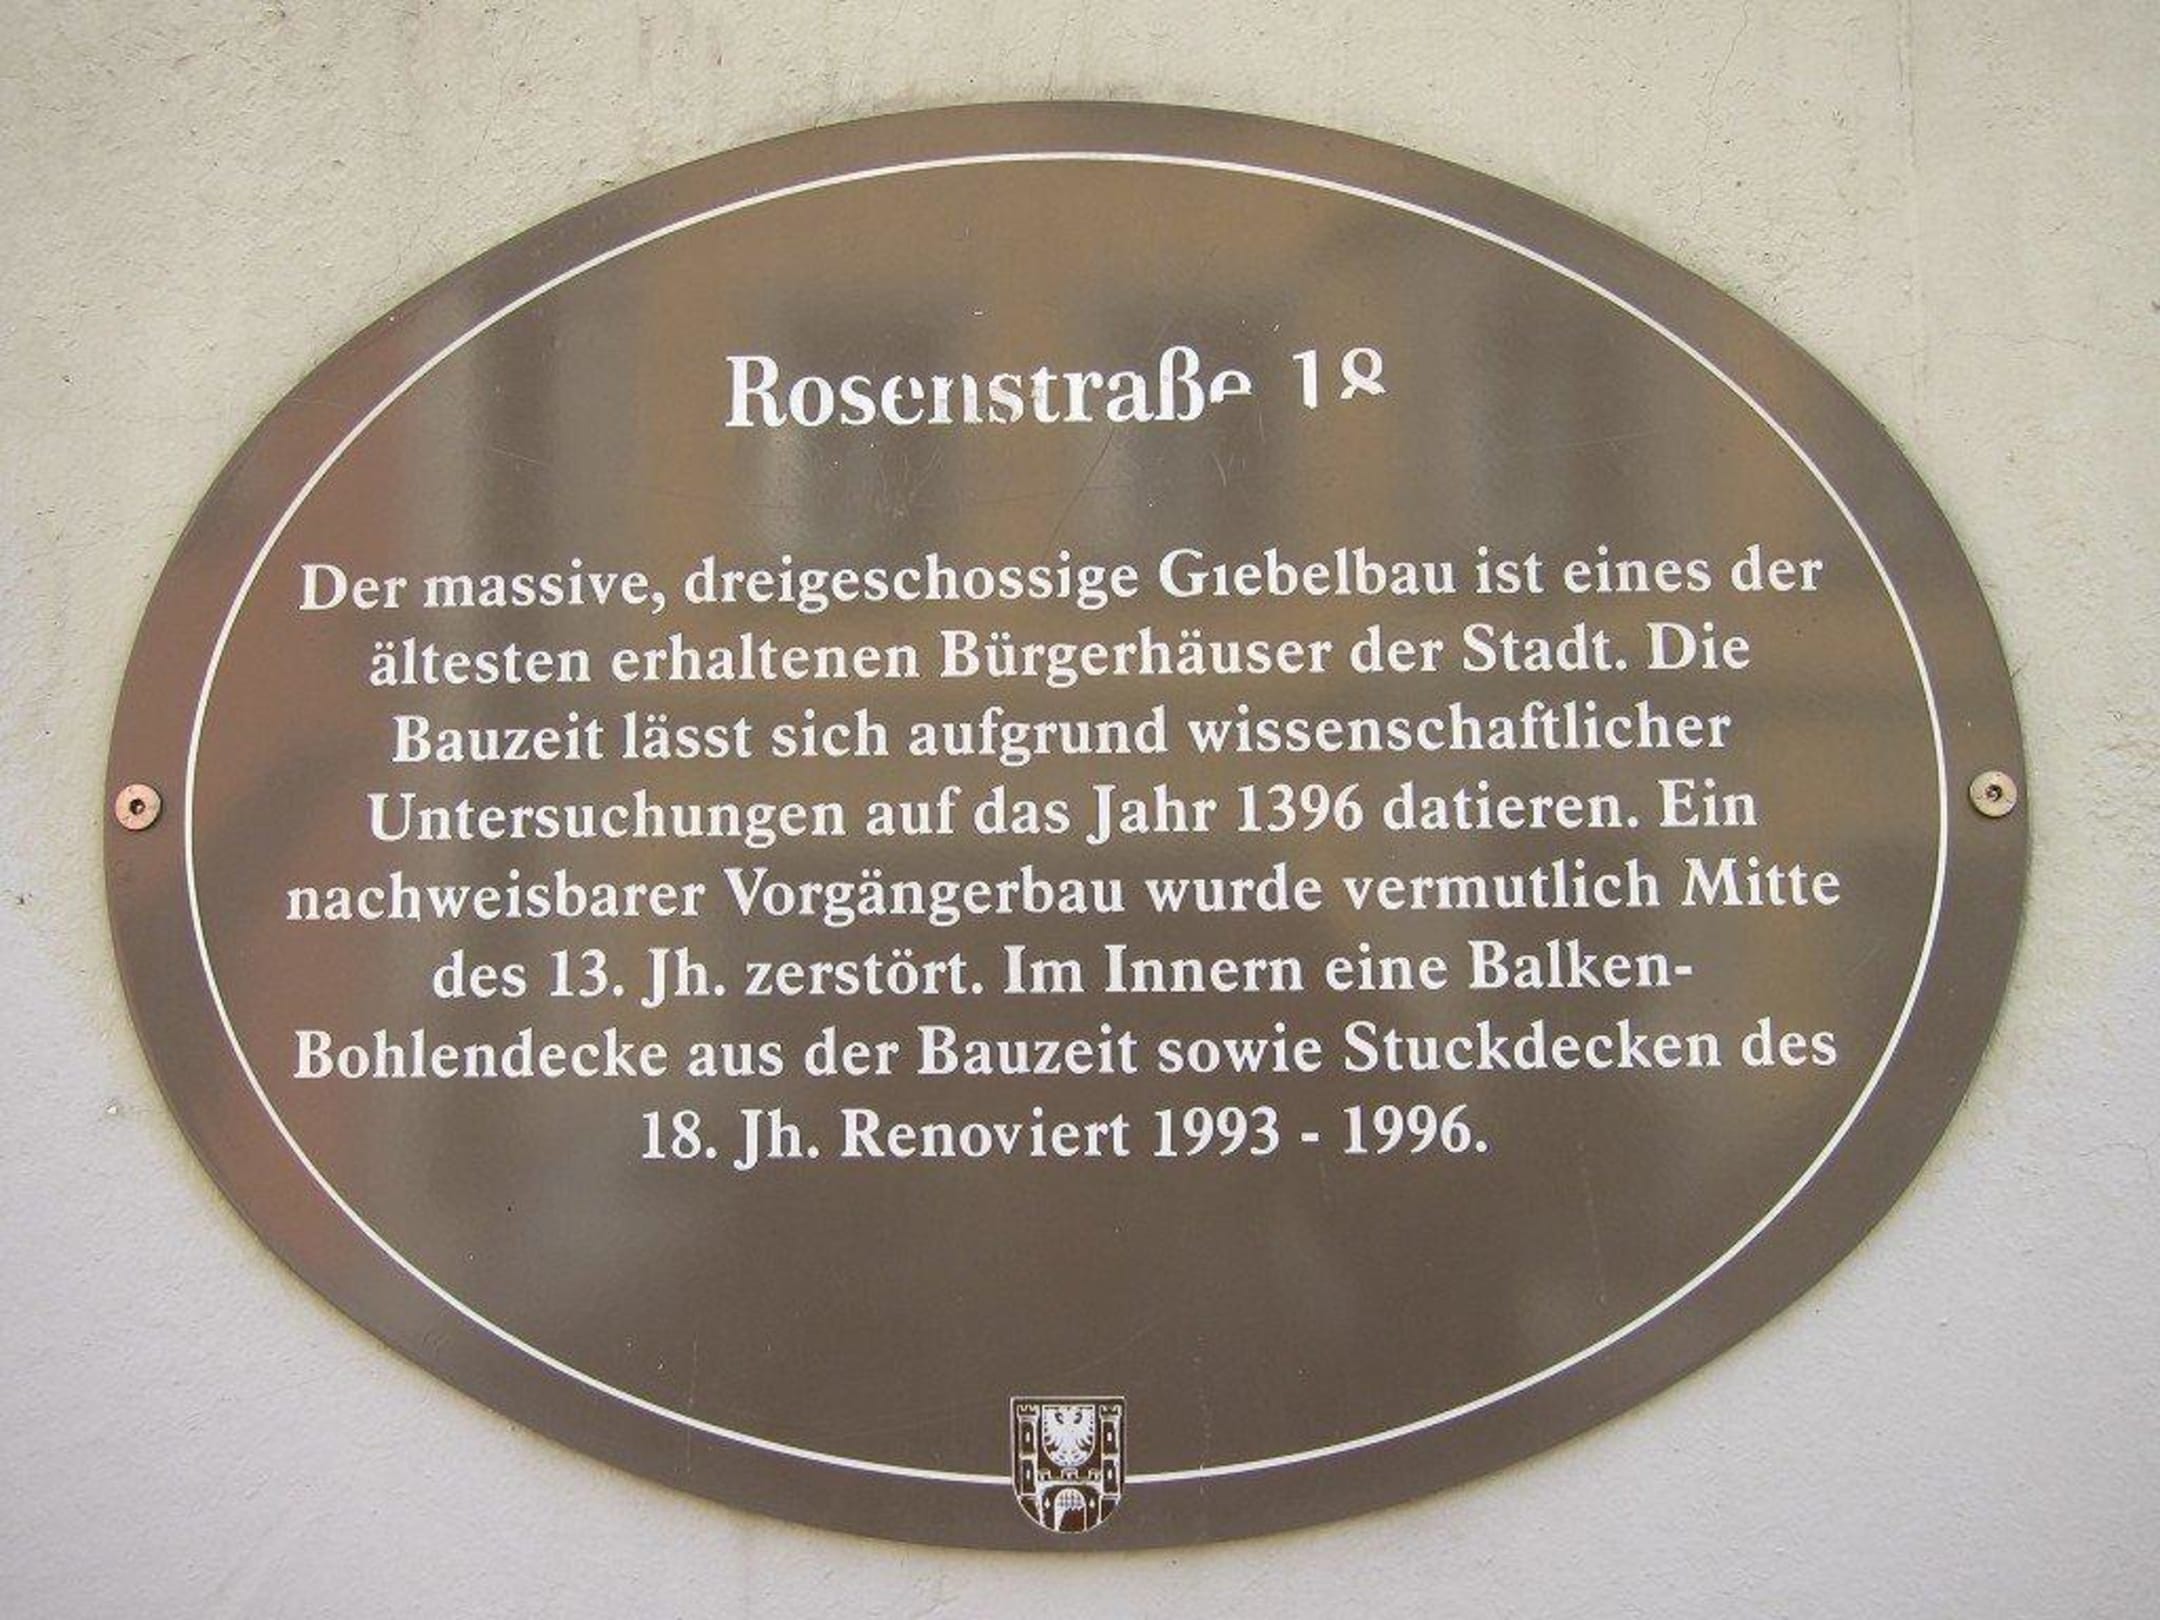 Rosenstraße 18
Der massive, dreigeschossige Giebelbau ist eines der
ältesten erhaltenen Bürgerhäuser der Stadt. Die
Bauzeit lässt sich aufgrund wissenschaftlicher
Untersuchungen auf das Jahr 1396 datieren. Ein
nachweisbarer Vorgängerbau wurde vermutlich Mitte
des 13. Jh. zerstört. Im Innern eine Balken-
Bohlendecke aus der Bauzeit sowie Stuckdecken des
18. Jh. Renoviert 1993 - 1996.